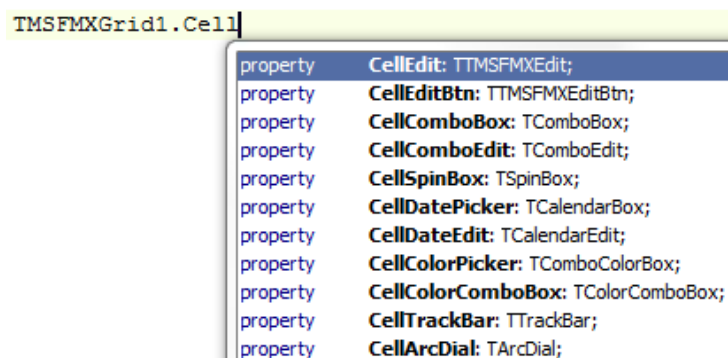 TMSFMXGrid1.Cell
property CellEdit: TTMSFMXEdit;
property CellEditBtn: TTMSFMXEditBtn;
property CellComboBox: TComboBox;
property CellComboEdit: TComboEdit;
property CellSpinBox: TSpinBox;
property CellDatePicker: TCalendarBox;
property CellDateEdit: TCalendarEdit;
property CellColorPicker: TComboColorBox;
property CellColorComboBox: TColorComboBox;
property CellTrackBar: TTrackBar;
property CellArcDial: TArcDial;